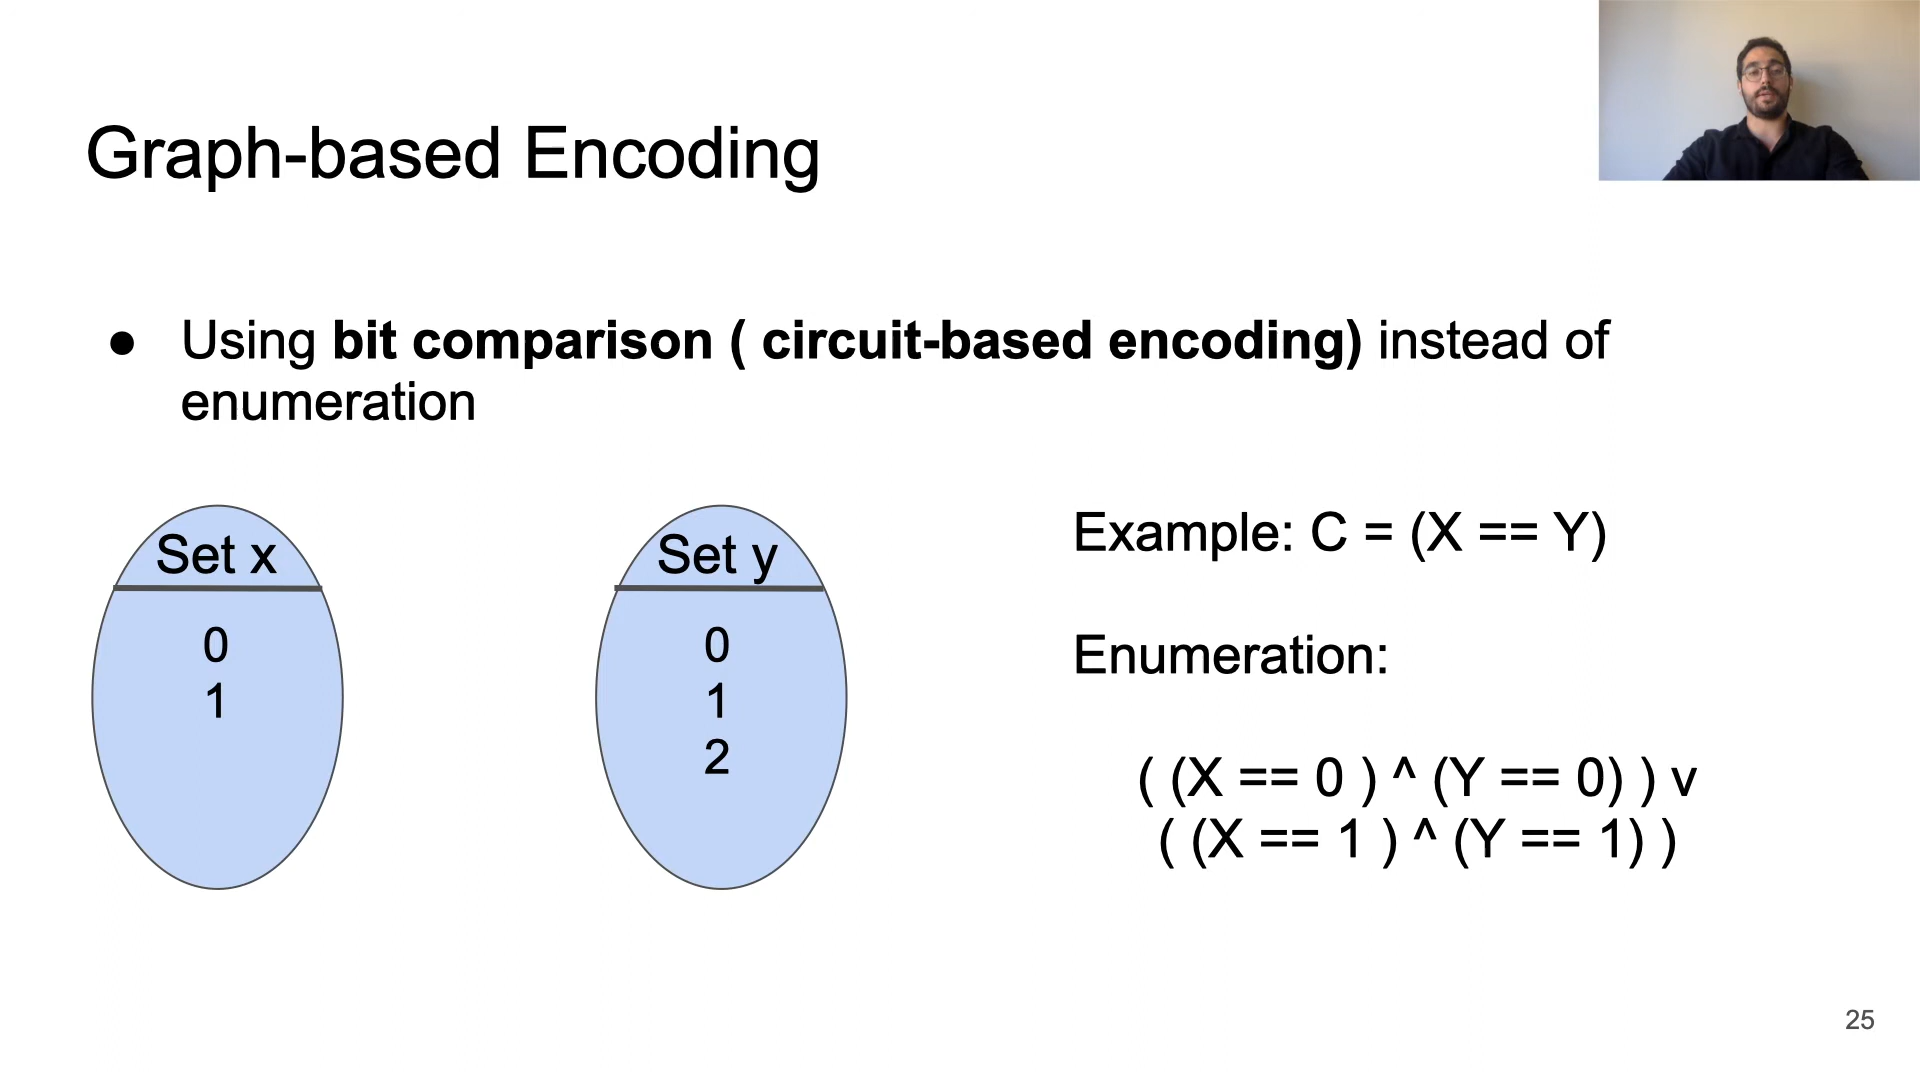 Graph-based Encoding
● Using bit comparison ( circuit-based encoding) instead of
enumeration
Set x
0
1
Set y
0
1
2
Example: C = (X == Y)
Enumeration:
( (X == 0 ) ^ (Y == 0) ) v
( (X == 1 ) ^ (Y == 1) )
25